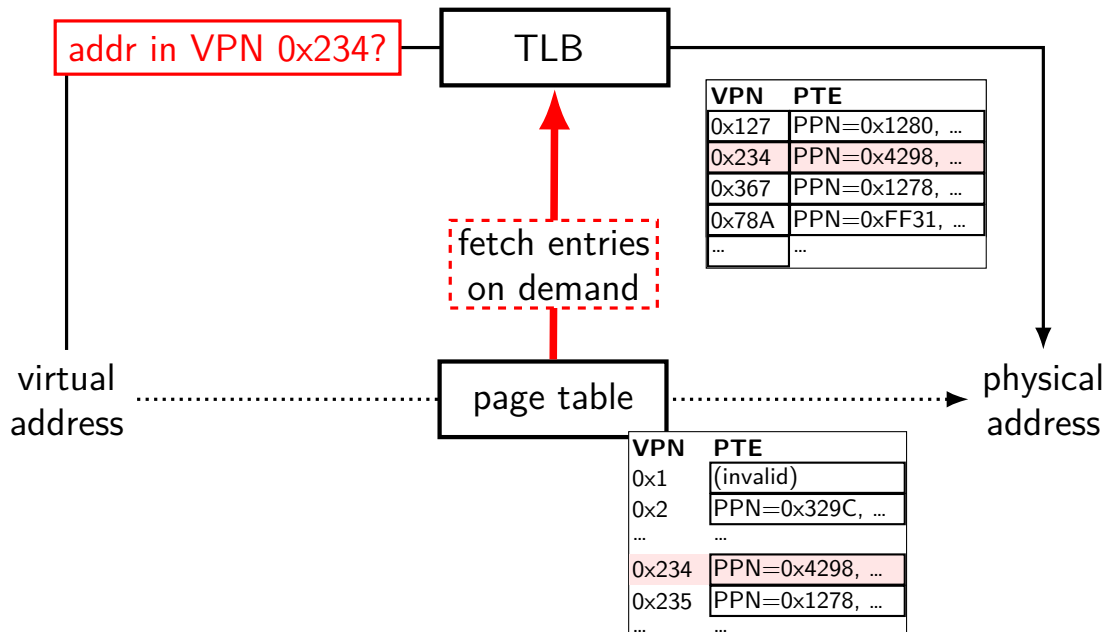 addr in VPN 0x234?
TLB
VPN PTE
0x127 PPN=0x1280, ...
0x234 PPN=0x4298, ...
0x367 PPN=0x1278, ...
0x78A PPN=0xFF31, ...
... ...
fetch entries
on demand
virtual
address
page table
physical
address
VPN PTE
0x1 (invalid)
0x2 PPN=0x329C, ...
... ...
0x234 PPN=0x4298, ...
0x235 PPN=0x1278, ...
... ...